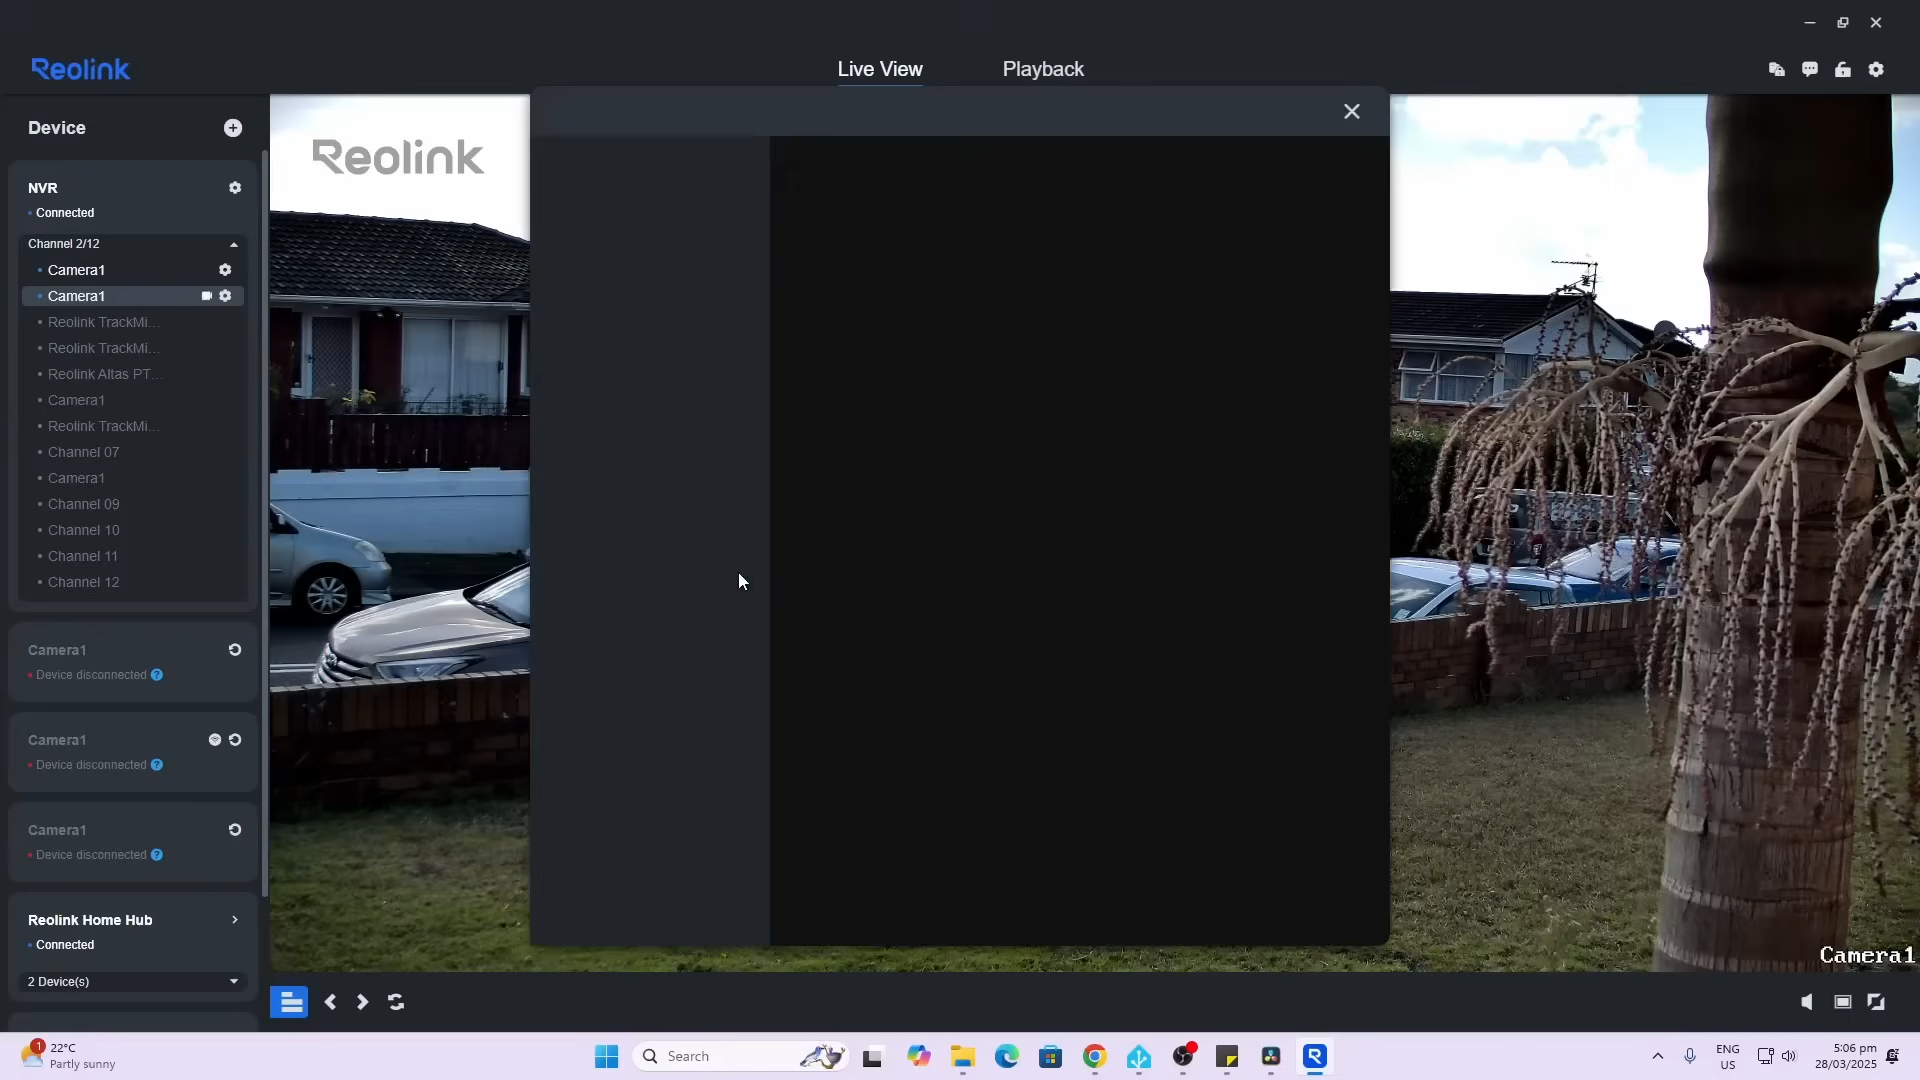 Reolink
Live View
Playback
Device
NVR
Connected
Channel 2/12
Camera1
Camera1
Reolink TrackMi...
Reolink TrackMi...
Reolink Altas PT...
Camera1
Reolink TrackMi...
Channel 07
Camera1
Channel 09
Channel 10
Channel 11
Channel 12
Camera1
Device disconnected ?
Camera1
Device disconnected ?
Camera1
Device disconnected ?
Reolink Home Hub
Connected
2 Device(s)
Reolink
Camera1
1
22°C
Partly sunny
Search
R
ENG
US
5:06 pm
28/03/2025